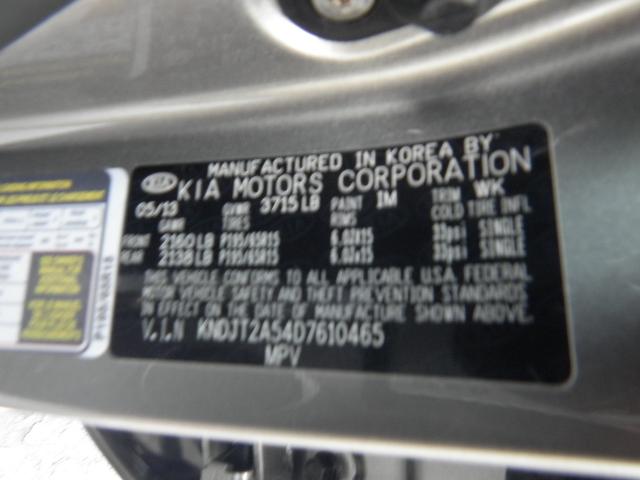 MANUFACTURED IN KOREA BY
KIA KIA MOTORS CORPORATION
05/13 GVWR 3715 LB PAINT IM TRIM WK
GAWR TIRES RIMS COLD TIRE INFL.
FRONT 2160 LB P195/65R15 6.0Jx15 33psi SINGLE
REAR 2138 LB P195/65R15 6.0Jx15 33psi SINGLE
THIS VEHICLE CONFORMS TO ALL APPLICABLE U.S.A. FEDERAL
MOTOR VEHICLE SAFETY AND THEFT PREVENTION STANDARDS
IN EFFECT ON THE DATE OF MANUFACTURE SHOWN ABOVE.
V.I.N KNDJT2A54D7610465
MPV
P195/65R15